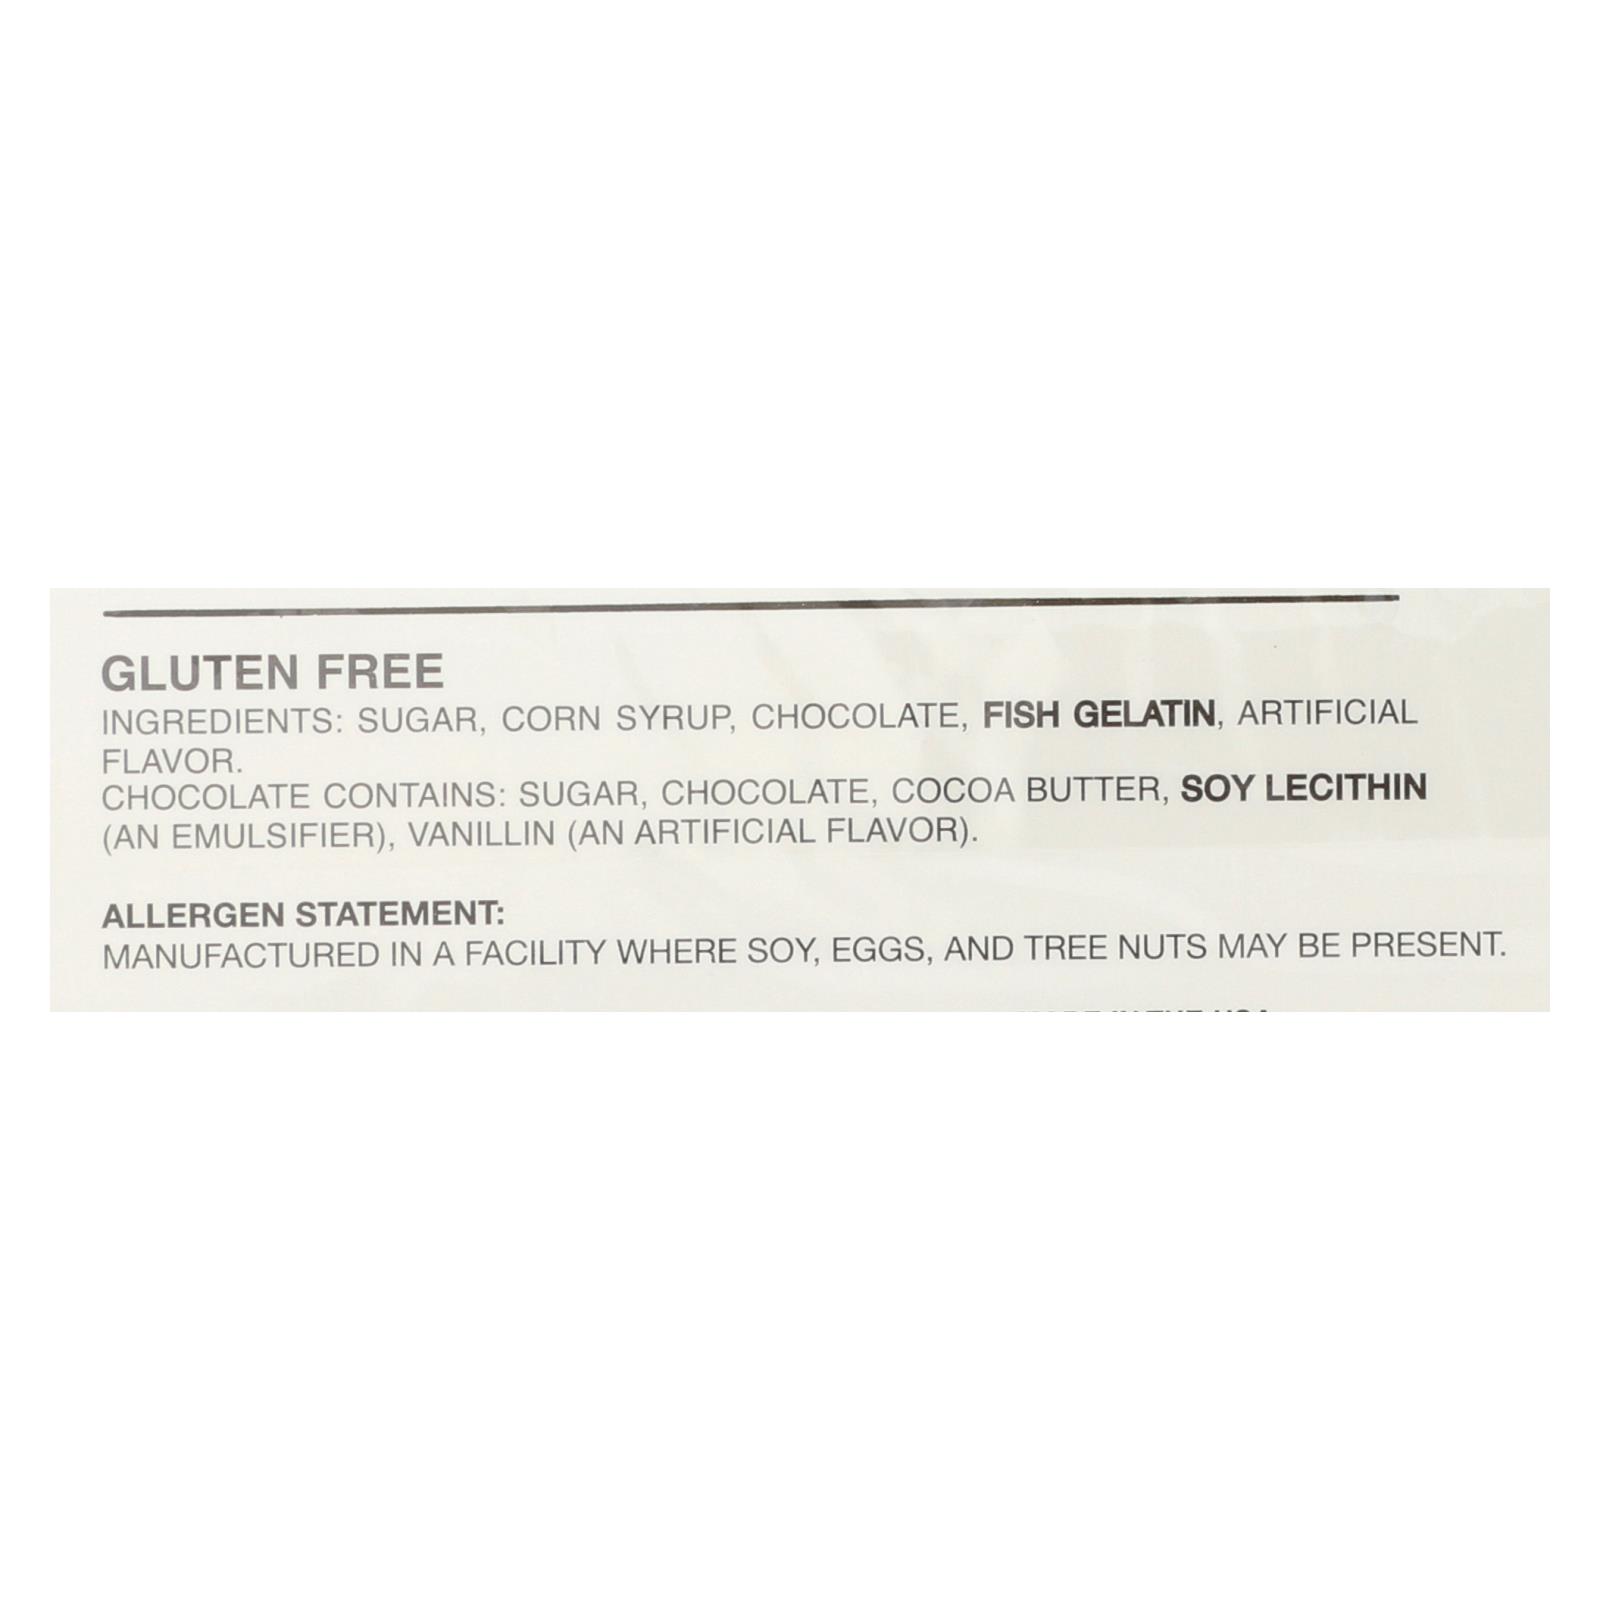 GLUTEN FREE
INGREDIENTS: SUGAR, CORN SYRUP, CHOCOLATE, FISH GELATIN, ARTIFICIAL
FLAVOR.
CHOCOLATE CONTAINS: SUGAR, CHOCOLATE, COCOA BUTTER, SOY LECITHIN
(AN EMULSIFIER), VANILLIN (AN ARTIFICIAL FLAVOR).
ALLERGEN STATEMENT:
MANUFACTURED IN A FACILITY WHERE SOY, EGGS, AND TREE NUTS MAY BE PRESENT.